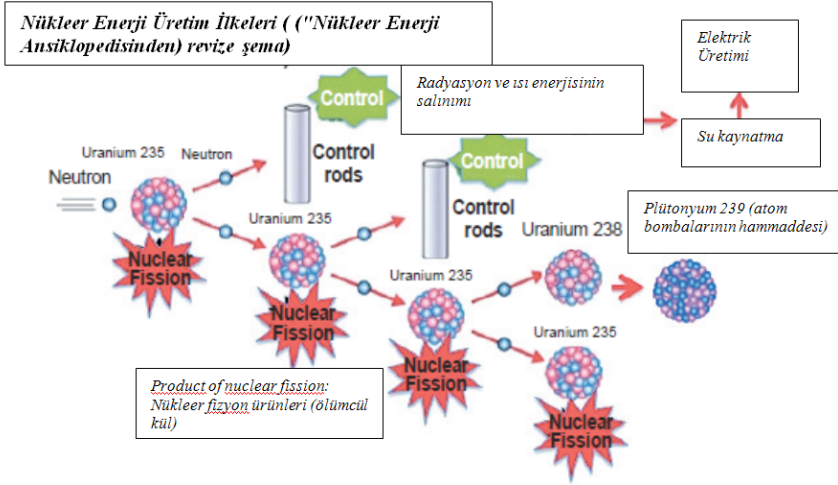 Nükleer Enerji Üretim İlkeleri ( ("Nükleer Enerji
Ansiklopedisinden) revize şema)
Elektrik
Üretimi
Radyasyon ve ısı enerjisinin
salınımı
Control
Su kaynatma
Uranium 235
Neutron
Neutron
Control
rods
Control
Uranium 235
Control
rods
Uranium 238
Plütonyum 239 (atom
bombalarının hammaddesi)
Nuclear
Fission
Uranium 235
Nuclear
Fission
Uranium 235
Nuclear
Fission
Product of nuclear fission:
Nükleer fizyon ürünleri (ölümcül
kül)
Nuclear
Fission